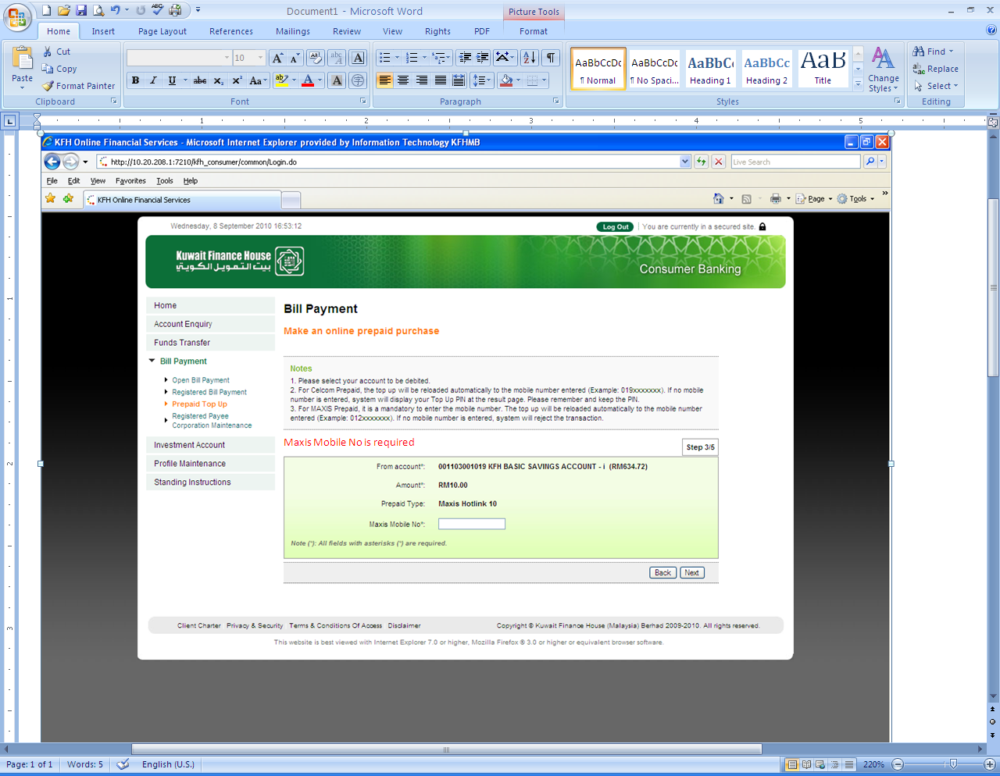 Document1 - Microsoft Word
Picture Tools
Home Insert Page Layout References Mailings Review View Rights PDF Format
Paste
Cut
Copy
Format Painter
Clipboard
10
Font
Paragraph
AaBbCcDc AaBbCcDc AaBbCc AaBbCc AaB
¶ Normal ¶ No Spaci... Heading 1 Heading 2 Title
Change Styles
Styles
Find
Replace
Select
Editing
1 2 3 4 5
KFH Online Financial Services - Microsoft Internet Explorer provided by Information Technology KFHMB
http://10.20.208.1:7210/kfh_consumer/common/Login.do
Live Search
File Edit View Favorites Tools Help
KFH Online Financial Services
Page Tools
Wednesday, 8 September 2010 16:53:12
Log Out
You are currently in a secured site.
Kuwait Finance House
بيت التمويل الكويتي
Consumer Banking
Home
Account Enquiry
Funds Transfer
Bill Payment
Open Bill Payment
Registered Bill Payment
Prepaid Top Up
Registered Payee
Corporation Maintenance
Investment Account
Profile Maintenance
Standing Instructions
Bill Payment
Make an online prepaid purchase
Notes
1. Please select your account to be debited.
2. For Celcom Prepaid, the top up will be reloaded automatically to the mobile number entered (Example: 019xxxxxxx). If no mobile
number is entered, system will display your Top Up PIN at the result page. Please remember and keep the PIN.
3. For MAXIS Prepaid, it is a mandatory to enter the mobile number. The top up will be reloaded automatically to the mobile number
entered (Example: 012xxxxxxx). If no mobile number is entered, system will reject the transaction.
Maxis Mobile No is required
Step 3/5
From account*: 001103001019 KFH BASIC SAVINGS ACCOUNT - i (RM634.72)
Amount*: RM10.00
Prepaid Type: Maxis Hotlink 10
Maxis Mobile No*:
Note (*): All fields with asterisks (*) are required.
Back Next
Client Charter Privacy & Security Terms & Conditions Of Access Disclaimer
Copyright © Kuwait Finance House (Malaysia) Berhad 2009-2010. All rights reserved.
This website is best viewed with Internet Explorer 7.0 or higher, Mozilla Firefox ® 3.0 or higher or equivalent browser software.
Page: 1 of 1 Words: 5 English (U.S.) 220%